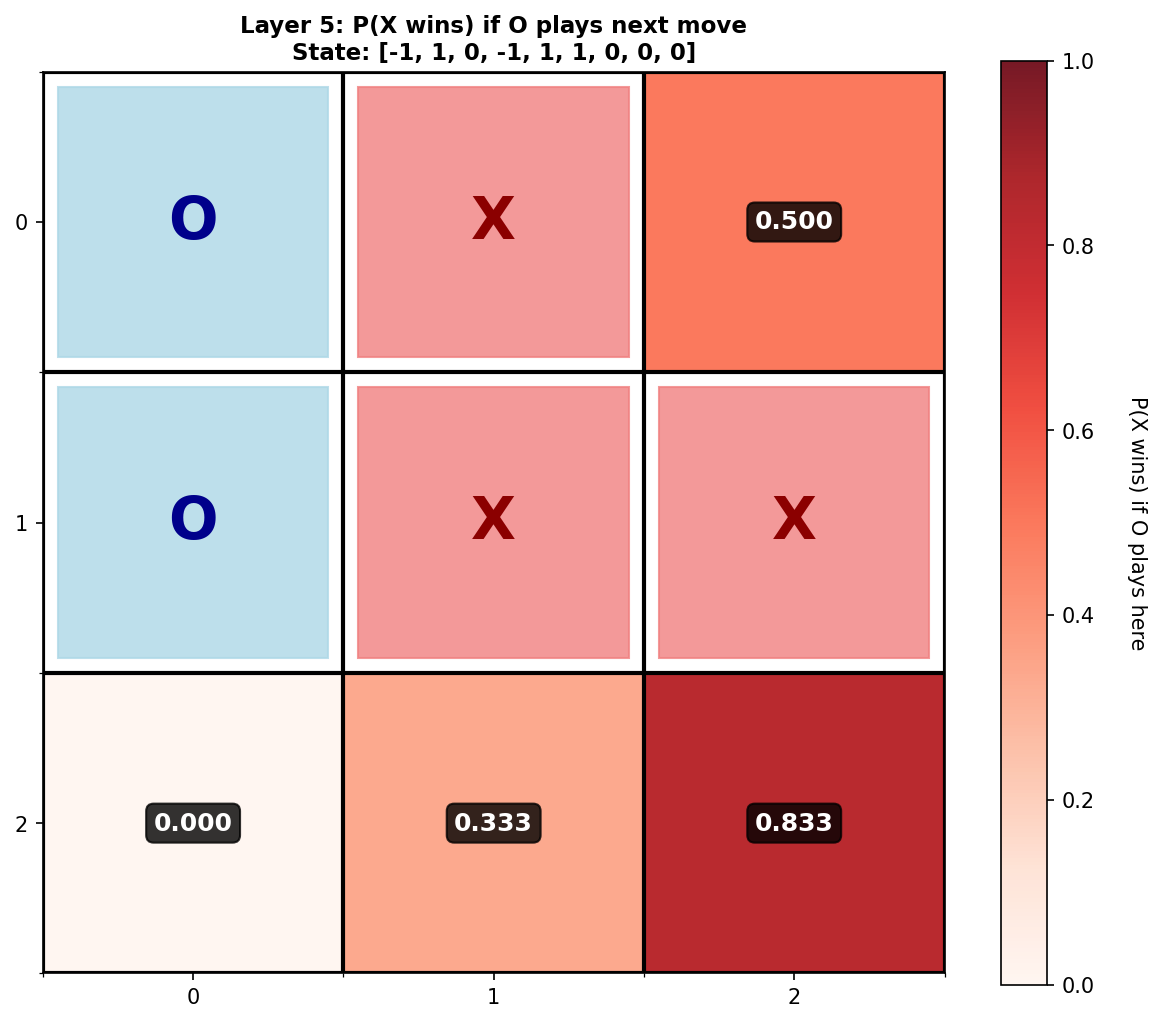 Layer 5: P(X wins) if O plays next move
State: [-1, 1, 0, -1, 1, 1, 0, 0, 0]
0
O
X
0.500
1
O
X
X
2
0.000
0.333
0.833
0
1
2
1.0
0.8
0.6
0.4
0.2
0.0
P(X wins) if O plays here